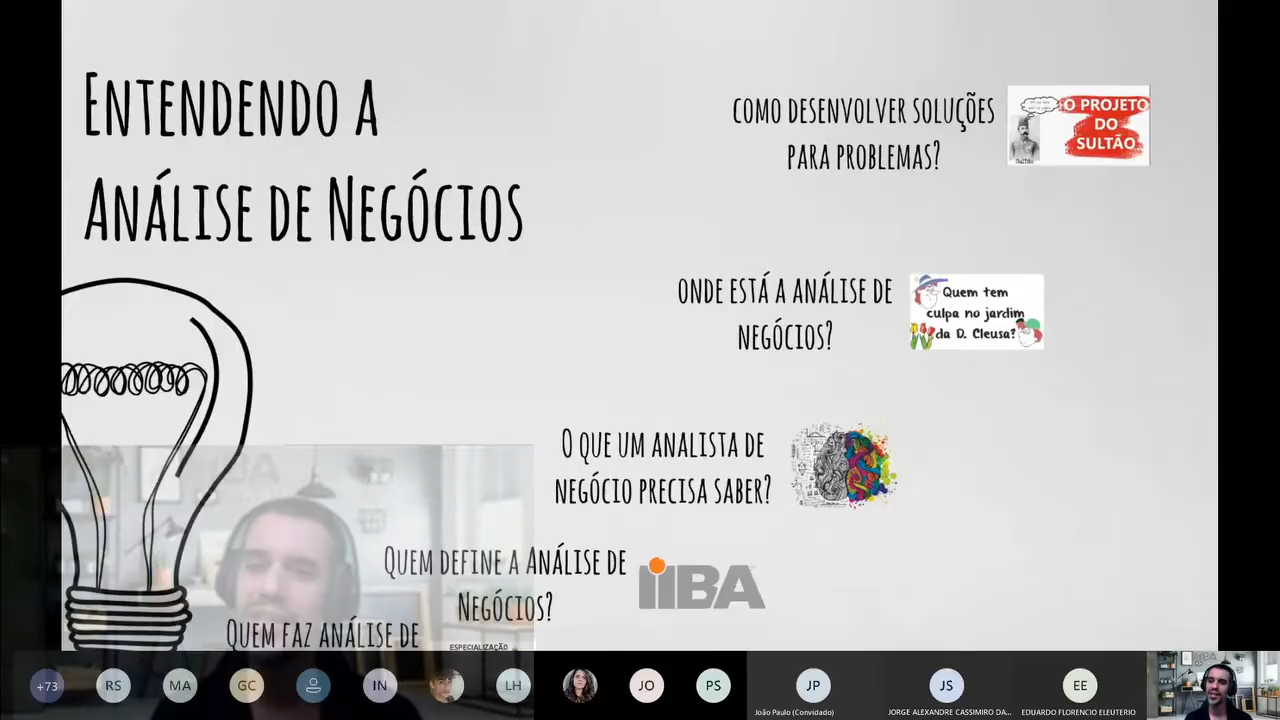 Entendendo a
Análise de Negócios
como desenvolver soluções
para problemas?
O PROJETO
DO
SULTÃO
onde está a análise de
negócios?
Quem tem
culpa no jardim
da D. Cleusa?
O que um analista de
negócio precisa saber?
Quem define a Análise de
Negócios?
iiBA
Quem faz análise de
ESPECIALIZAÇÃO
+73
RS
MA
GC
IN
LH
JO
PS
JP
João Paulo (Convidado)
JS
JORGE ALEXANDRE CASSIMIRO DA...
EE
EDUARDO FLORENCIO ELEUTERIO